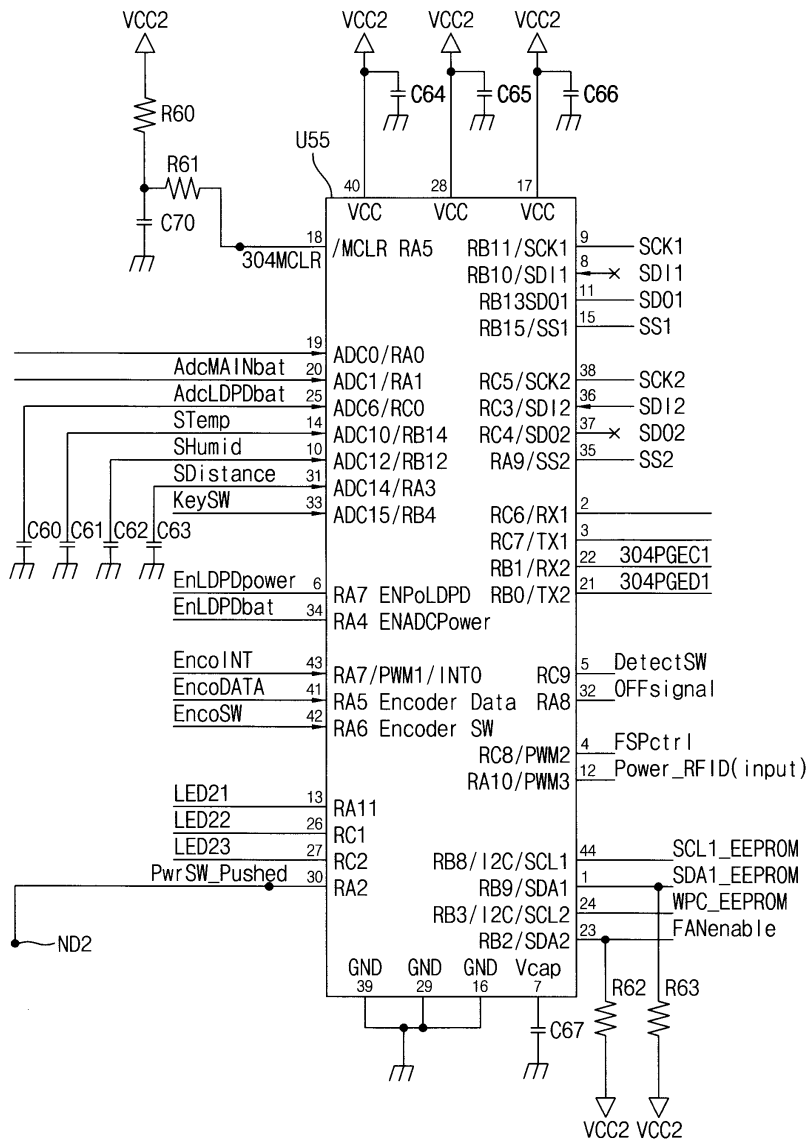 VCC2 VCC2 VCC2 VCC2
R60 C64 C65 C66
R61 U55
C70
40 28 17
VCC VCC VCC
304MCLR 18 /MCLR RA5
RB11/SCK1 9 SCK1
RB10/SDI1 8 SDI1
RB13SDO1 11 SDO1
RB15/SS1 15 SS1
19 ADC0/RA0
AdcMAINbat 20 ADC1/RA1
AdcLDPDbat 25 ADC6/RC0
STemp 14 ADC10/RB14
SHumid 10 ADC12/RB12
SDistance 31 ADC14/RA3
KeySW 33 ADC15/RB4
RC5/SCK2 38 SCK2
RC3/SDI2 36 SDI2
RC4/SDO2 37 SDO2
RA9/SS2 35 SS2
C60 C61 C62 C63
RC6/RX1 2
RC7/TX1 3
RB1/RX2 22 304PGEC1
RB0/TX2 21 304PGED1
EnLDPDpower 6 RA7 ENPoLDPD
EnLDPDbat 34 RA4 ENADCPower
EncoINT 43 RA7/PWM1/INT0
EncoDATA 41 RA5 Encoder Data
EncoSW 42 RA6 Encoder SW
RC9 5 DetectSW
RA8 32 OFFsignal
RC8/PWM2 4 FSPctrl
RA10/PWM3 12 Power_RFID(input)
LED21 13 RA11
LED22 26 RC1
LED23 27 RC2
PwrSW_Pushed 30 RA2
ND2
RB8/I2C/SCL1 44 SCL1_EEPROM
RB9/SDA1 1 SDA1_EEPROM
RB3/I2C/SCL2 24 WPC_EEPROM
RB2/SDA2 23 FANenable
GND GND GND Vcap
39 29 16 7
C67 R62 R63
VCC2 VCC2